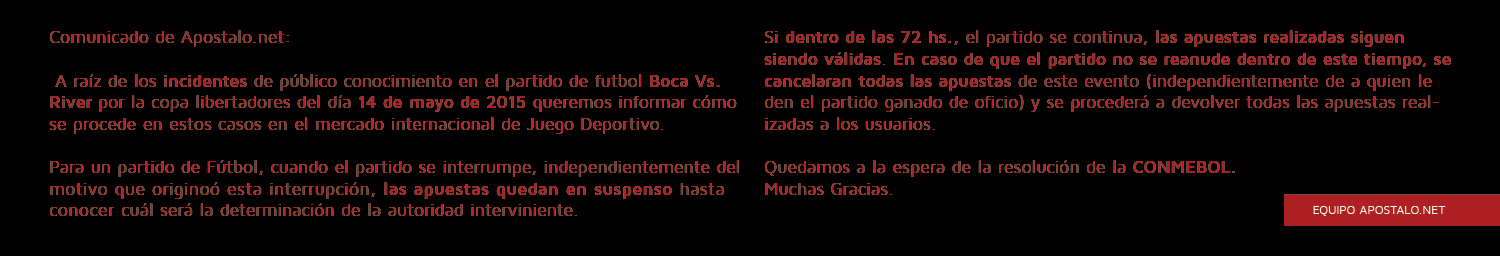 Comunicado de Apostalo.net:
A raíz de los incidentes de público conocimiento en el partido de futbol Boca Vs.
River por la copa libertadores del día 14 de mayo de 2015 queremos informar cómo
se procede en estos casos en el mercado internacional de Juego Deportivo.
Para un partido de Fútbol, cuando el partido se interrumpe, independientemente del
motivo que originoó esta interrupción, las apuestas quedan en suspenso hasta
conocer cuál será la determinación de la autoridad interviniente.
Si dentro de las 72 hs., el partido se continua, las apuestas realizadas siguen
siendo válidas. En caso de que el partido no se reanude dentro de este tiempo, se
cancelaran todas las apuestas de este evento (independientemente de a quien le
den el partido ganado de oficio) y se procederá a devolver todas las apuestas real-
izadas a los usuarios.
Quedamos a la espera de la resolución de la CONMEBOL.
Muchas Gracias.
EQUIPO APOSTALO.NET